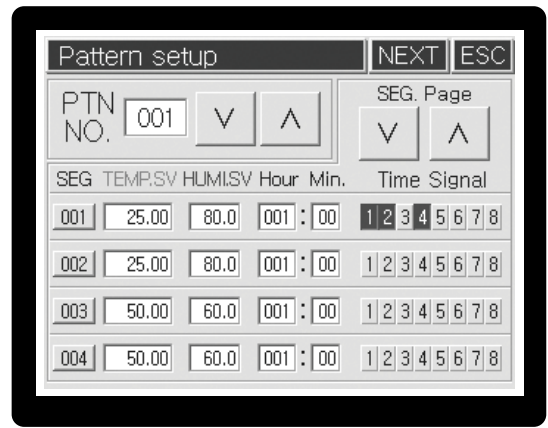 Pattern setup NEXT ESC
PTN NO. 001 V Λ SEG. Page V Λ
SEG TEMP.SV HUMI.SV Hour Min. Time Signal
001 25.00 80.0 001 : 00 1 2 3 4 5 6 7 8
002 25.00 80.0 001 : 00 1 2 3 4 5 6 7 8
003 50.00 60.0 001 : 00 1 2 3 4 5 6 7 8
004 50.00 60.0 001 : 00 1 2 3 4 5 6 7 8